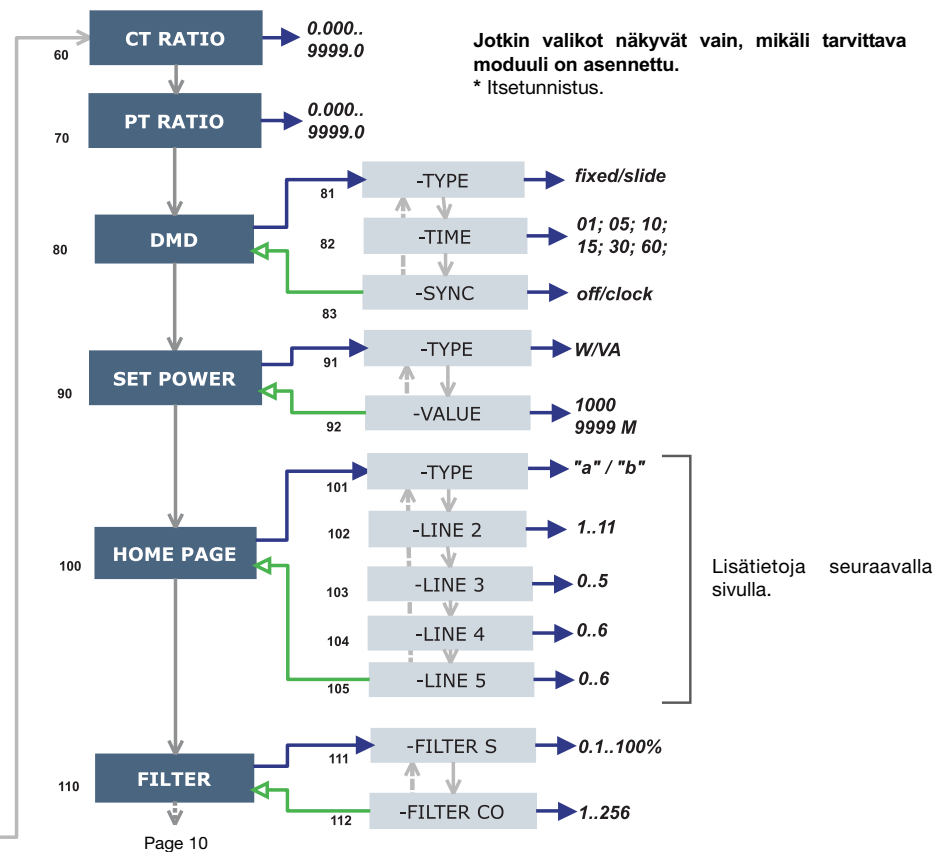 CT RATIO
60
0.000..
9999.0
Jotkin valikot näkyvät vain, mikäli tarvittava
moduuli on asennettu.
* Itsetunnistus.
PT RATIO
70
0.000..
9999.0
DMD
80
81
-TYPE
fixed/slide
82
-TIME
01; 05; 10;
15; 30; 60;
83
-SYNC
off/clock
SET POWER
90
91
-TYPE
W/VA
92
-VALUE
1000
9999 M
HOME PAGE
100
101
-TYPE
"a" / "b"
102
-LINE 2
1..11
103
-LINE 3
0..5
104
-LINE 4
0..6
105
-LINE 5
0..6
Lisätietoja seuraavalla
sivulla.
FILTER
110
111
-FILTER S
0.1..100%
112
-FILTER CO
1..256
Page 10